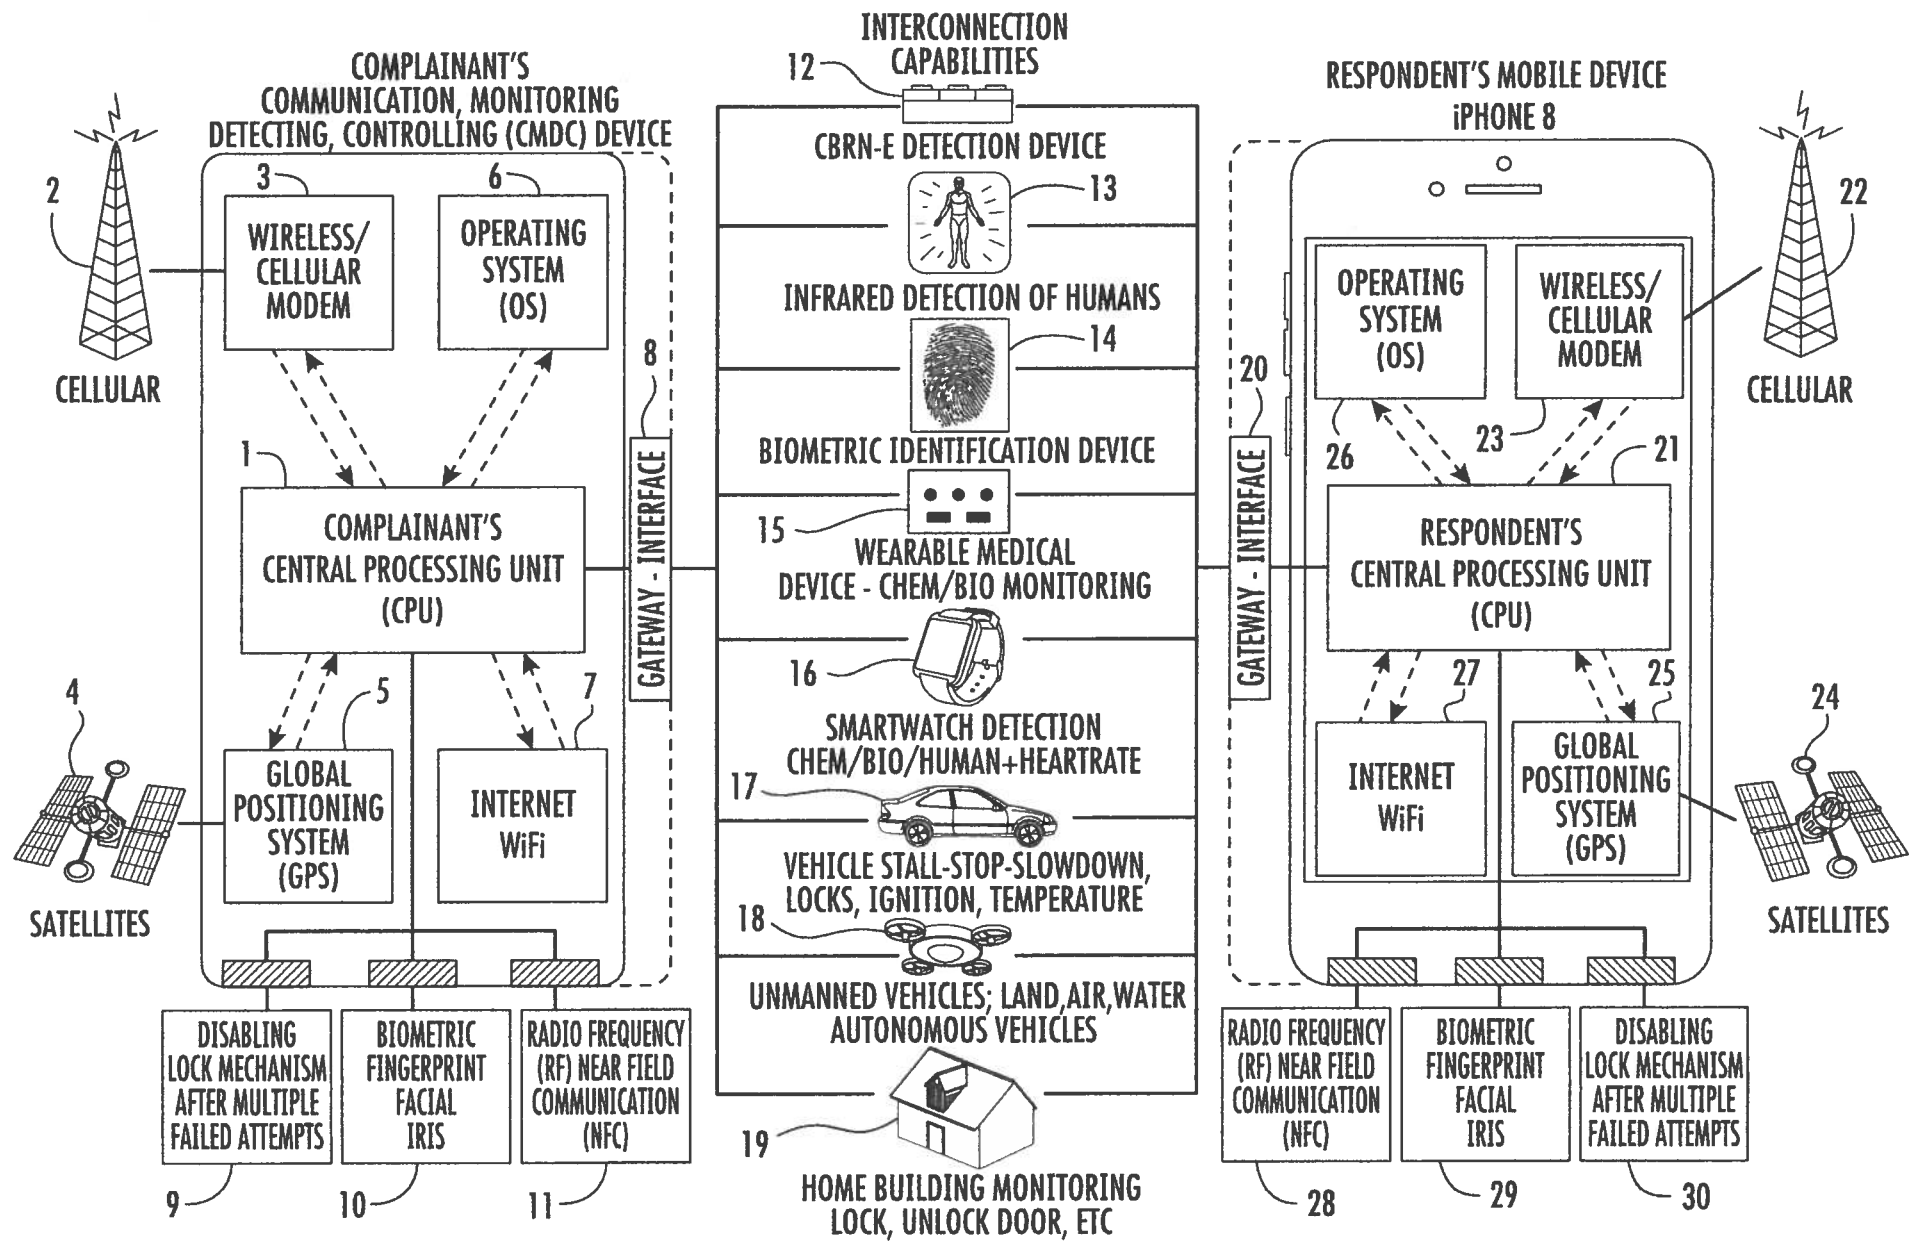 COMPLAINANT'S
COMMUNICATION, MONITORING
DETECTING, CONTROLLING (CMDC) DEVICE
2
3
6
WIRELESS/
CELLULAR
MODEM
OPERATING
SYSTEM
(OS)
CELLULAR
8
1
COMPLAINANT'S
CENTRAL PROCESSING UNIT
(CPU)
GATEWAY - INTERFACE
4
5
7
GLOBAL
POSITIONING
SYSTEM
(GPS)
INTERNET
WiFi
SATELLITES
DISABLING
LOCK MECHANISM
AFTER MULTIPLE
FAILED ATTEMPTS
9
BIOMETRIC
FINGERPRINT
FACIAL
IRIS
10
RADIO FREQUENCY
(RF) NEAR FIELD
COMMUNICATION
(NFC)
11
INTERCONNECTION
CAPABILITIES
12
CBRN-E DETECTION DEVICE
13
INFRARED DETECTION OF HUMANS
14
BIOMETRIC IDENTIFICATION DEVICE
15
WEARABLE MEDICAL
DEVICE - CHEM/BIO MONITORING
16
SMARTWATCH DETECTION
CHEM/BIO/HUMAN+HEARTRATE
17
VEHICLE STALL-STOP-SLOWDOWN,
LOCKS, IGNITION, TEMPERATURE
18
UNMANNED VEHICLES; LAND,AIR,WATER
AUTONOMOUS VEHICLES
19
HOME BUILDING MONITORING
LOCK, UNLOCK DOOR, ETC
RESPONDENT'S MOBILE DEVICE
iPHONE 8
22
OPERATING
SYSTEM
(OS)
WIRELESS/
CELLULAR
MODEM
CELLULAR
20
26
23
21
GATEWAY - INTERFACE
RESPONDENT'S
CENTRAL PROCESSING UNIT
(CPU)
27
25
24
INTERNET
WiFi
GLOBAL
POSITIONING
SYSTEM
(GPS)
SATELLITES
RADIO FREQUENCY
(RF) NEAR FIELD
COMMUNICATION
(NFC)
28
BIOMETRIC
FINGERPRINT
FACIAL
IRIS
29
DISABLING
LOCK MECHANISM
AFTER MULTIPLE
FAILED ATTEMPTS
30